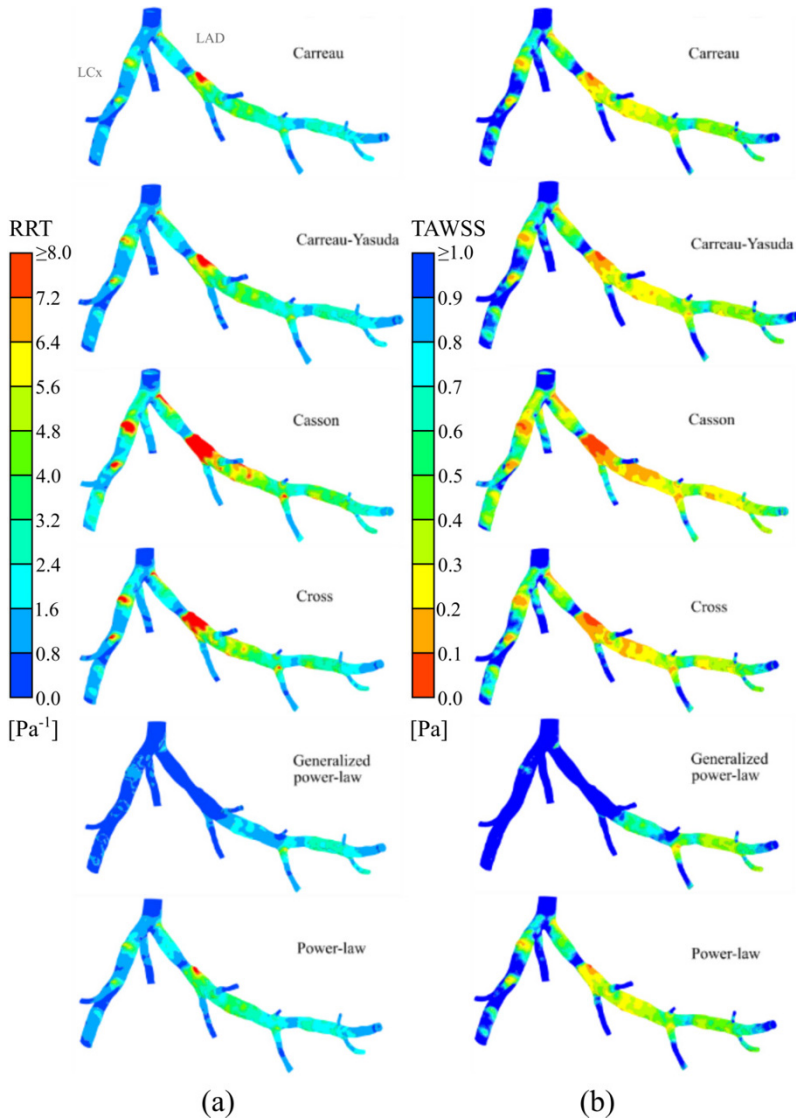 LAD
LCx
Carreau
Carreau
RRT
≥8.0
7.2
6.4
5.6
4.8
4.0
3.2
2.4
1.6
0.8
0.0
[Pa⁻¹]
Carreau-Yasuda
TAWSS
≥1.0
0.9
0.8
0.7
0.6
0.5
0.4
0.3
0.2
0.1
0.0
[Pa]
Carreau-Yasuda
Casson
Casson
Cross
Cross
Generalized
power-law
Generalized
power-law
Power-law
Power-law
(a)
(b)